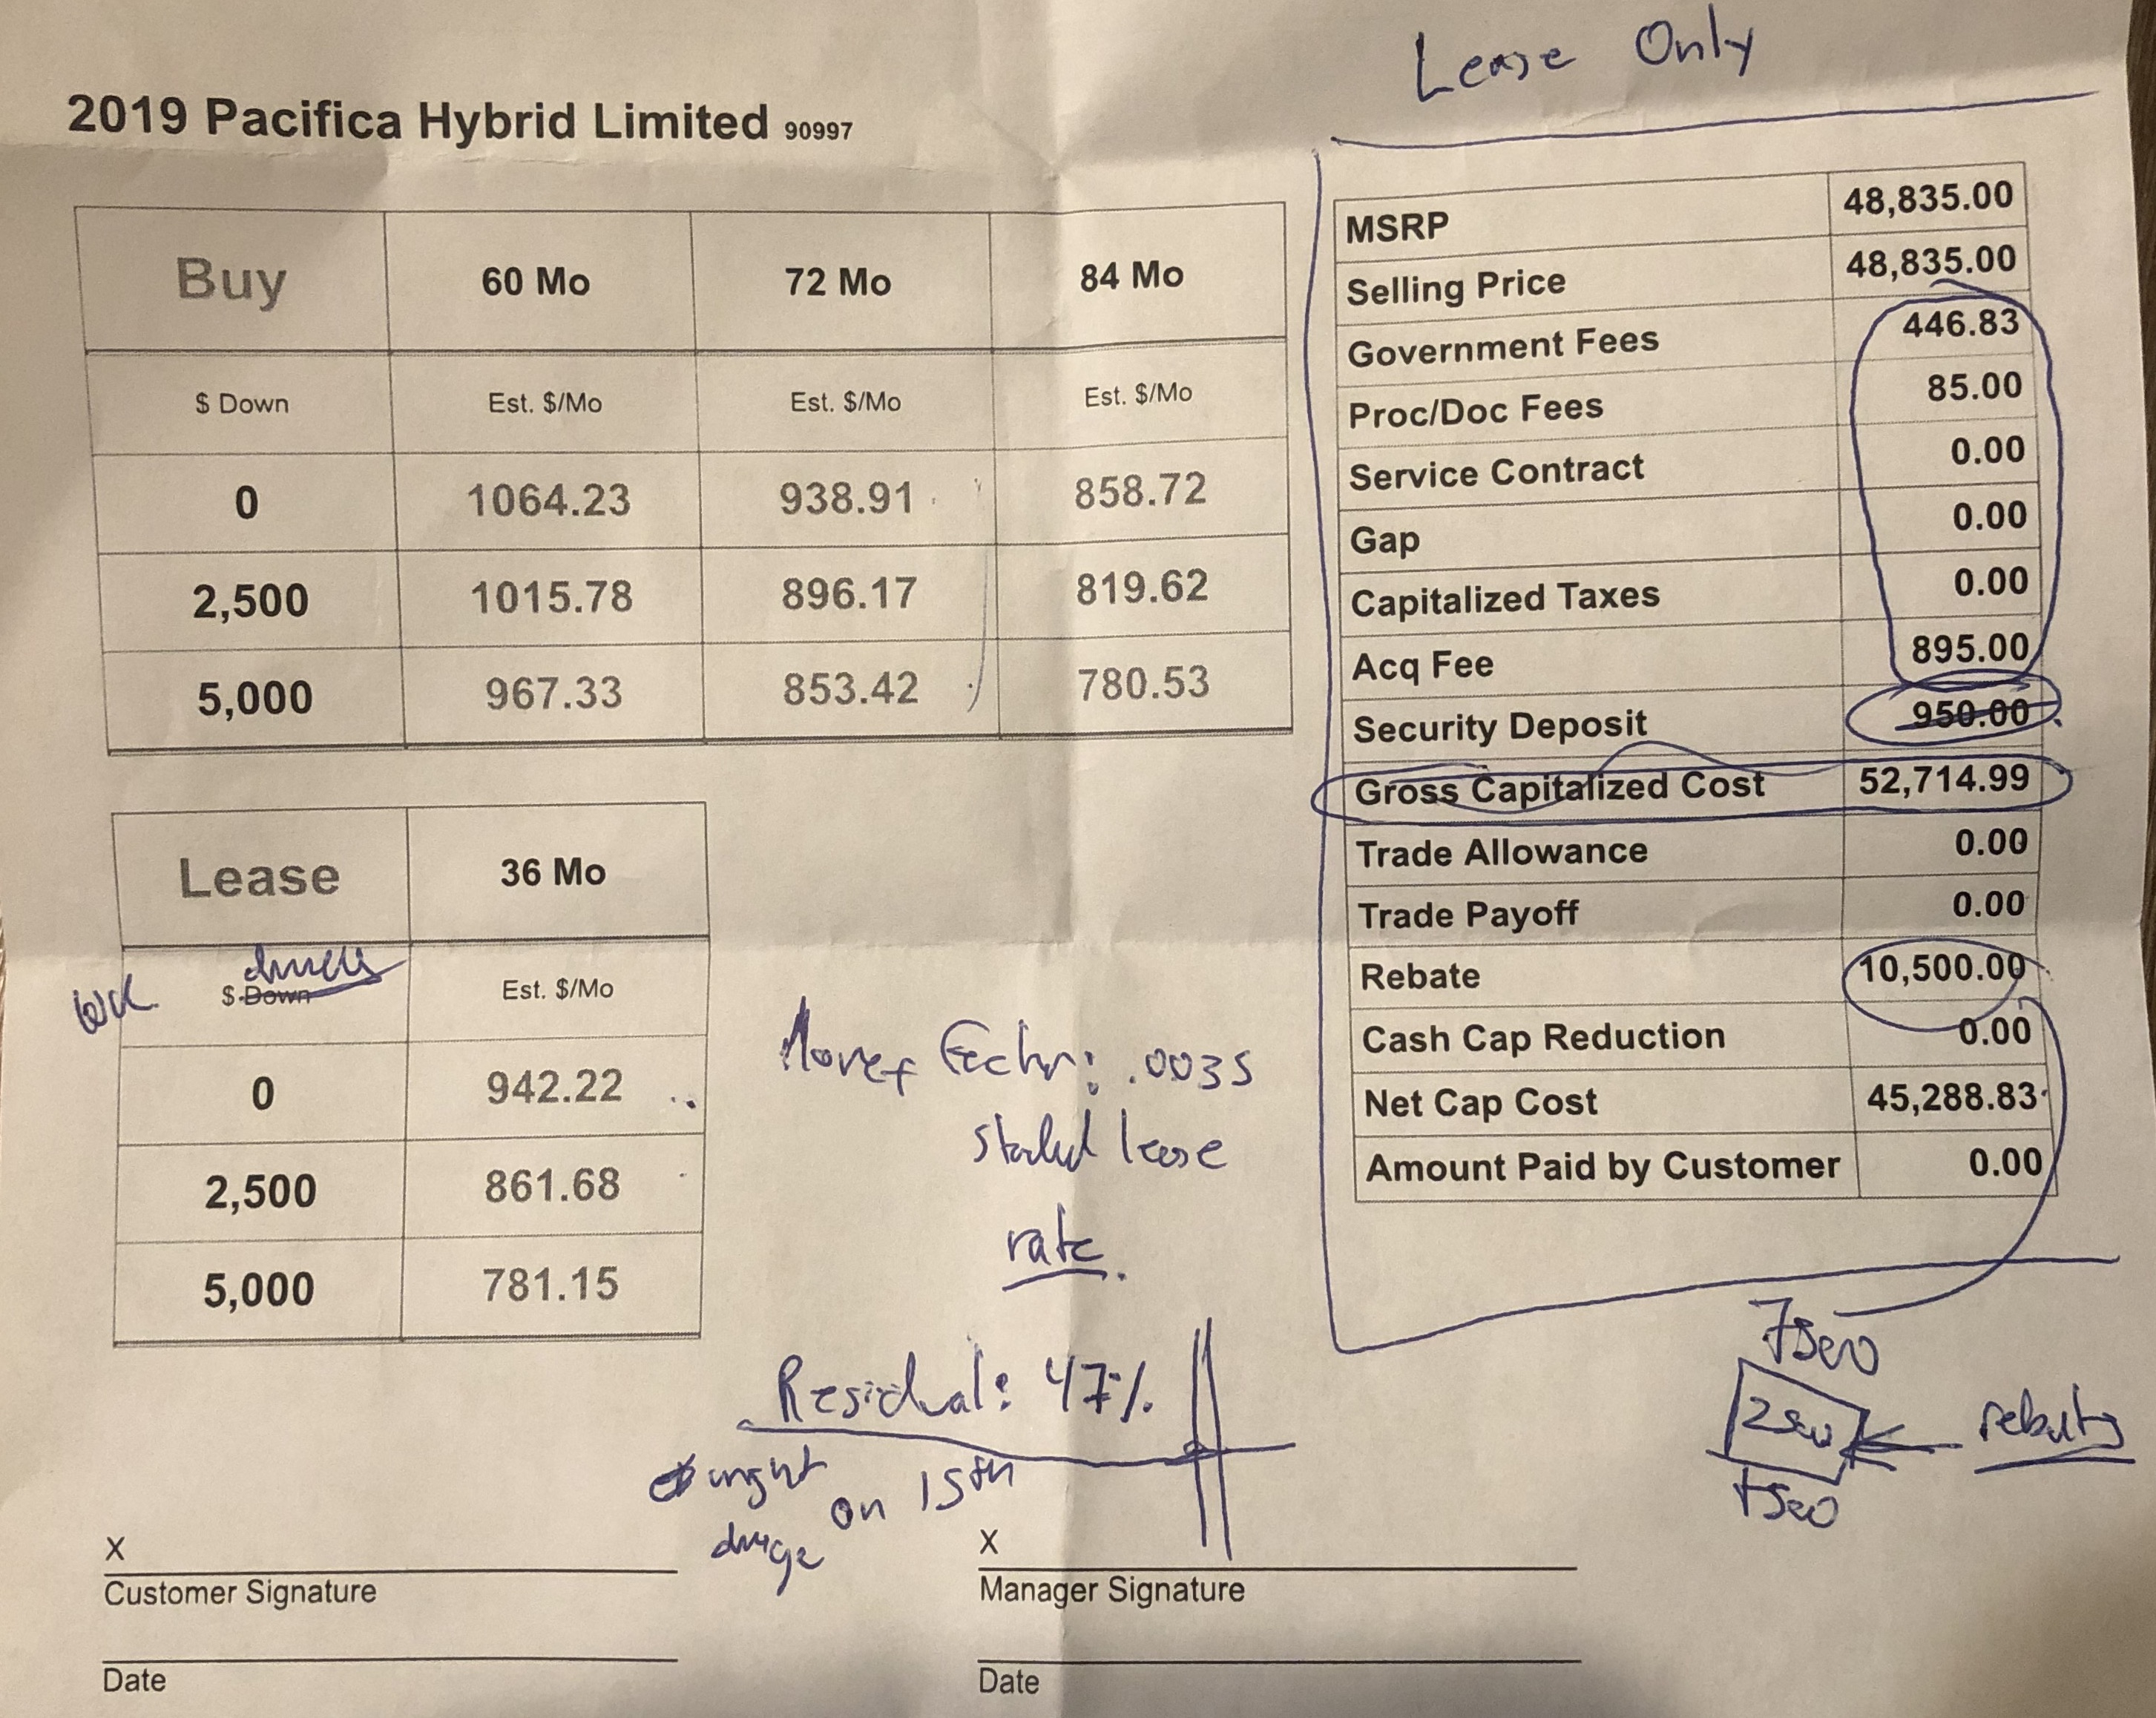 Lease Only
2019 Pacifica Hybrid Limited 90997
Buy 60 Mo 72 Mo 84 Mo
$ Down Est. $/Mo Est. $/Mo Est. $/Mo
0 1064.23 938.91 858.72
2,500 1015.78 896.17 819.62
5,000 967.33 853.42 780.53
Lease 36 Mo
$ Down Est. $/Mo
0 942.22
2,500 861.68
5,000 781.15
MSRP 48,835.00
Selling Price 48,835.00
Government Fees 446.83
Proc/Doc Fees 85.00
Service Contract 0.00
Gap 0.00
Capitalized Taxes 0.00
Acq Fee 895.00
Security Deposit 950.00
Gross Capitalized Cost 52,714.99
Trade Allowance 0.00
Trade Payoff 0.00
Rebate 10,500.00
Cash Cap Reduction 0.00
Net Cap Cost 45,288.83
Amount Paid by Customer 0.00
.0035
lease
rate.
Residual: 47%
on 15th
7500
2500
rebates
X
Customer Signature
Date
X
Manager Signature
Date